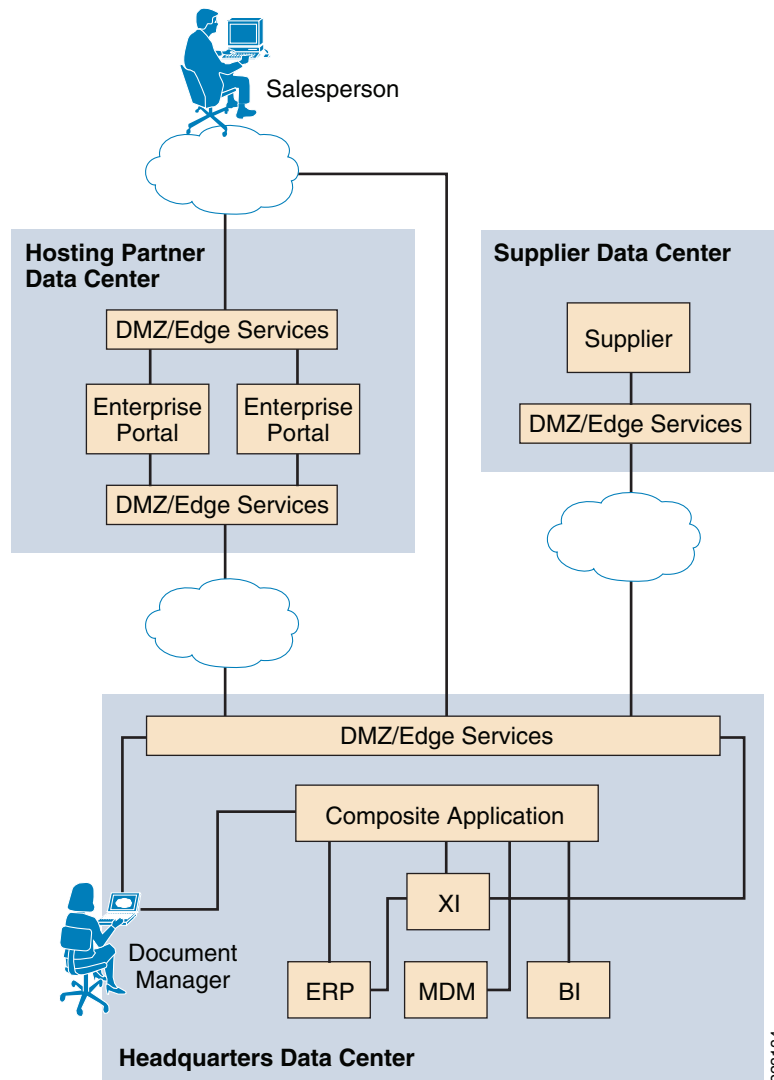 Salesperson
Hosting Partner
Data Center
Supplier Data Center
DMZ/Edge Services
Supplier
Enterprise
Portal
Enterprise
Portal
DMZ/Edge Services
DMZ/Edge Services
DMZ/Edge Services
Composite Application
XI
Document
Manager
ERP
MDM
BI
Headquarters Data Center